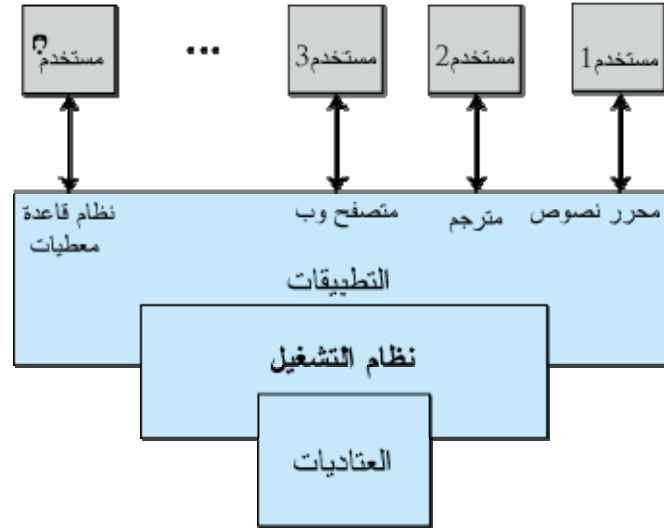 مستخدم1
مستخدم2
مستخدم3
...
مستخدم
محرر نصوص
مترجم
متصفح وب
نظام قاعدة
معطيات
التطبيقات
نظام التشغيل
العتاديات